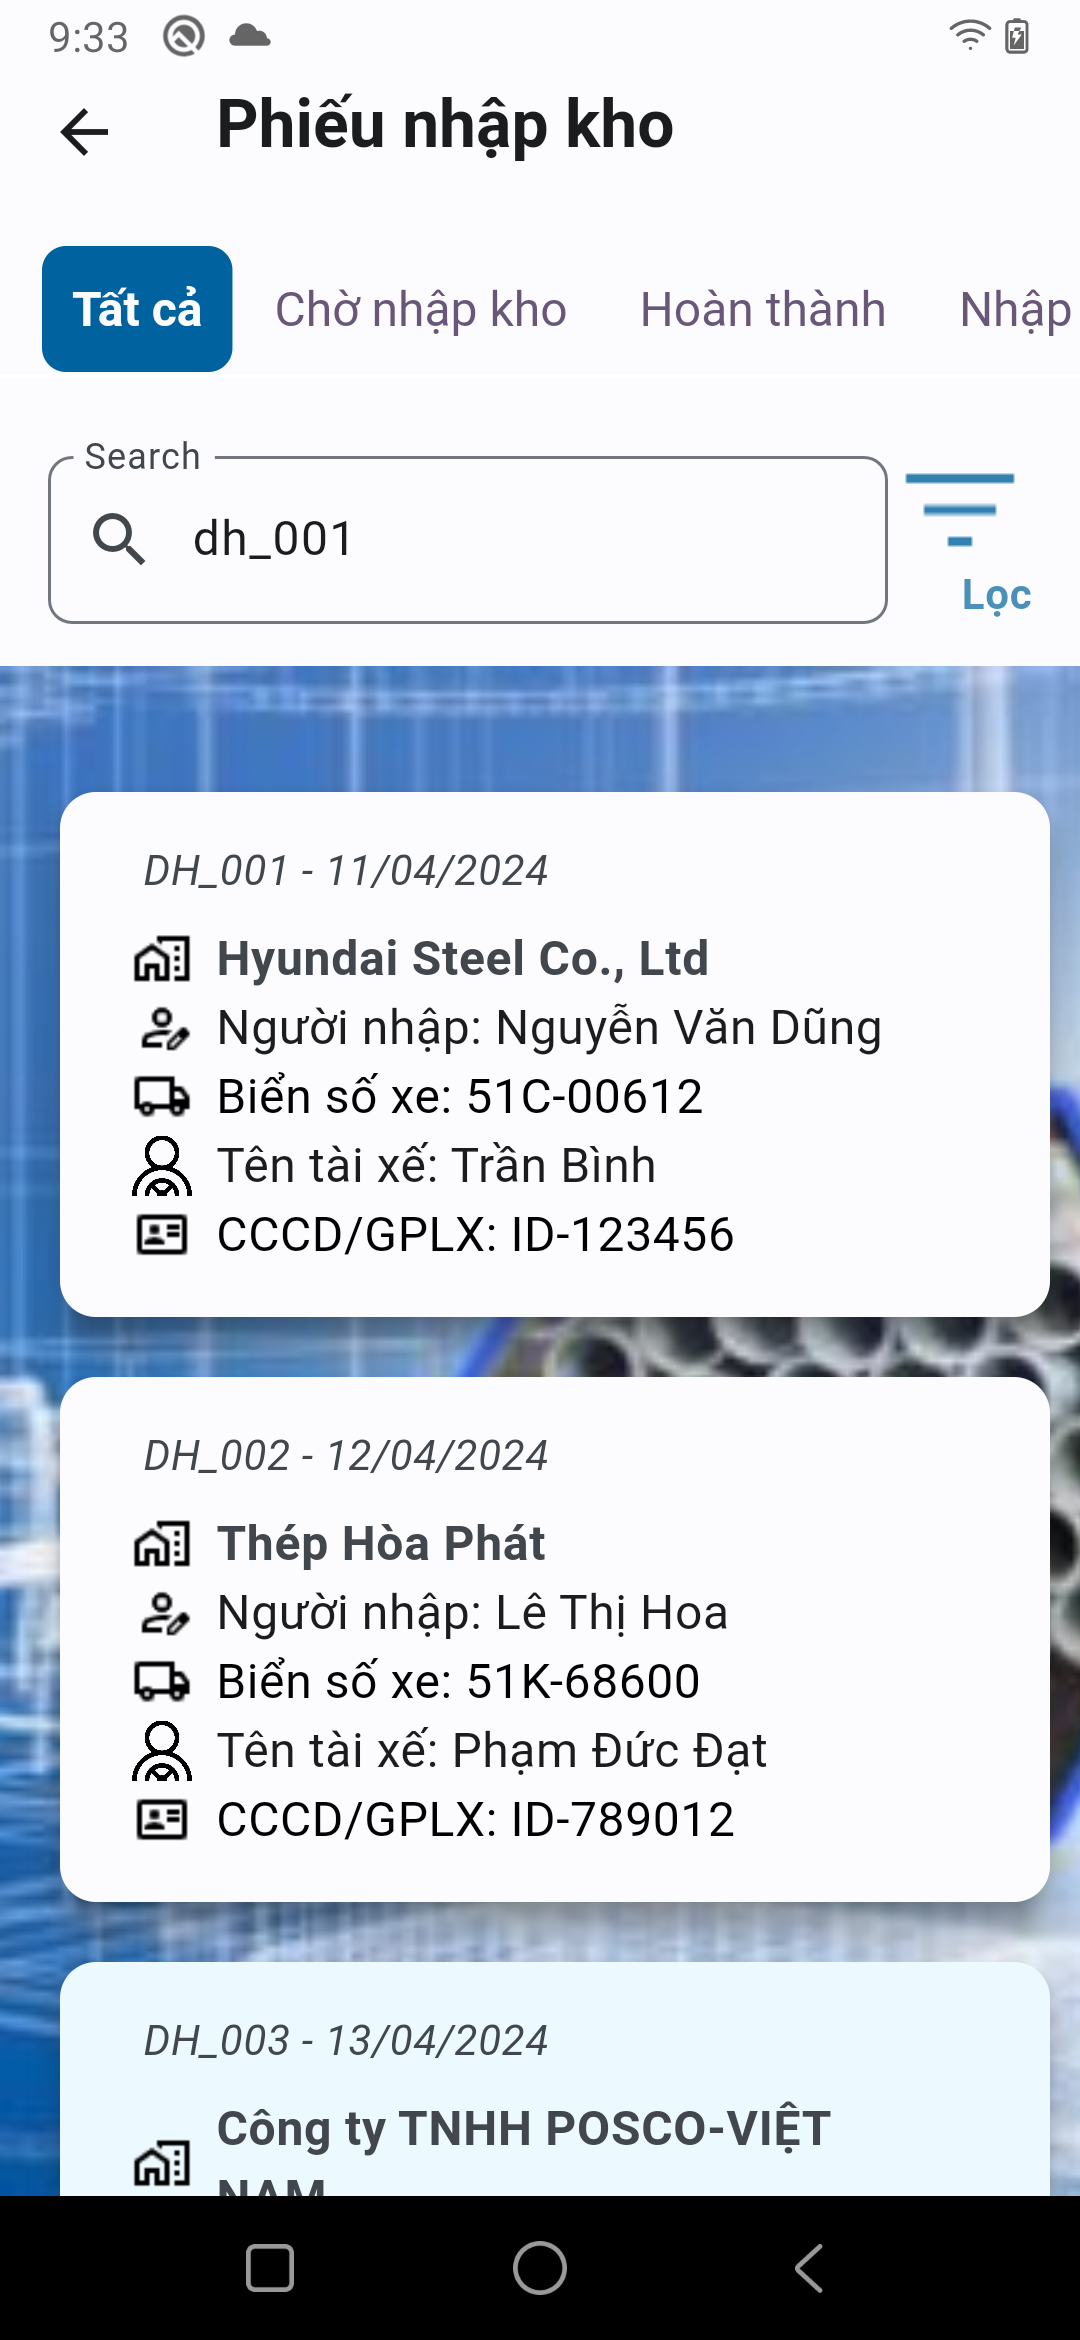 9:33
Phiếu nhập kho
Tất cả Chờ nhập kho Hoàn thành Nhập
Search
dh_001
Lọc
DH_001 - 11/04/2024
Hyundai Steel Co., Ltd
Người nhập: Nguyễn Văn Dũng
Biển số xe: 51C-00612
Tên tài xế: Trần Bình
CCCD/GPLX: ID-123456
DH_002 - 12/04/2024
Thép Hòa Phát
Người nhập: Lê Thị Hoa
Biển số xe: 51K-68600
Tên tài xế: Phạm Đức Đạt
CCCD/GPLX: ID-789012
DH_003 - 13/04/2024
Công ty TNHH POSCO-VIỆT
NAM